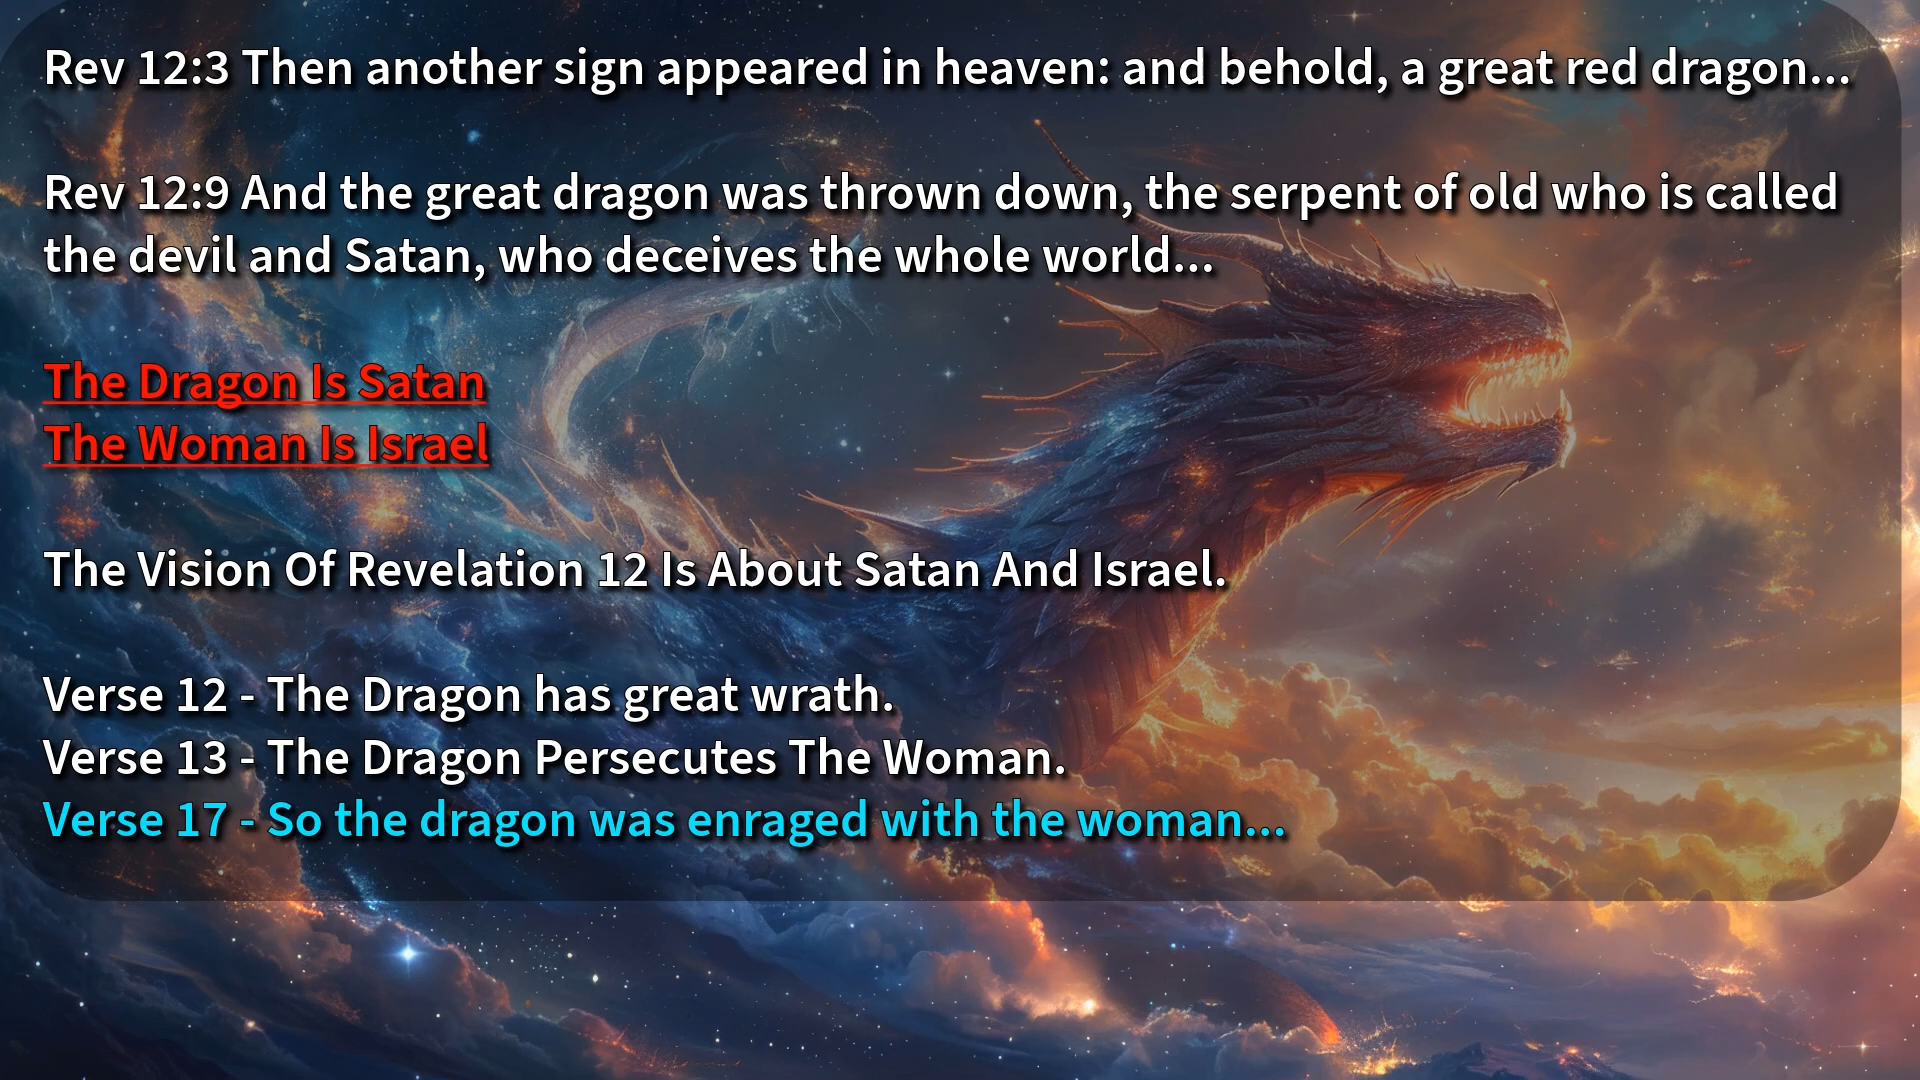 Rev 12:3 Then another sign appeared in heaven: and behold, a great red dragon...
Rev 12:9 And the great dragon was thrown down, the serpent of old who is called
the devil and Satan, who deceives the whole world...
The Dragon Is Satan
The Woman Is Israel
The Vision Of Revelation 12 Is About Satan And Israel.
Verse 12 - The Dragon has great wrath.
Verse 13 - The Dragon Persecutes The Woman.
Verse 17 - So the dragon was enraged with the woman...